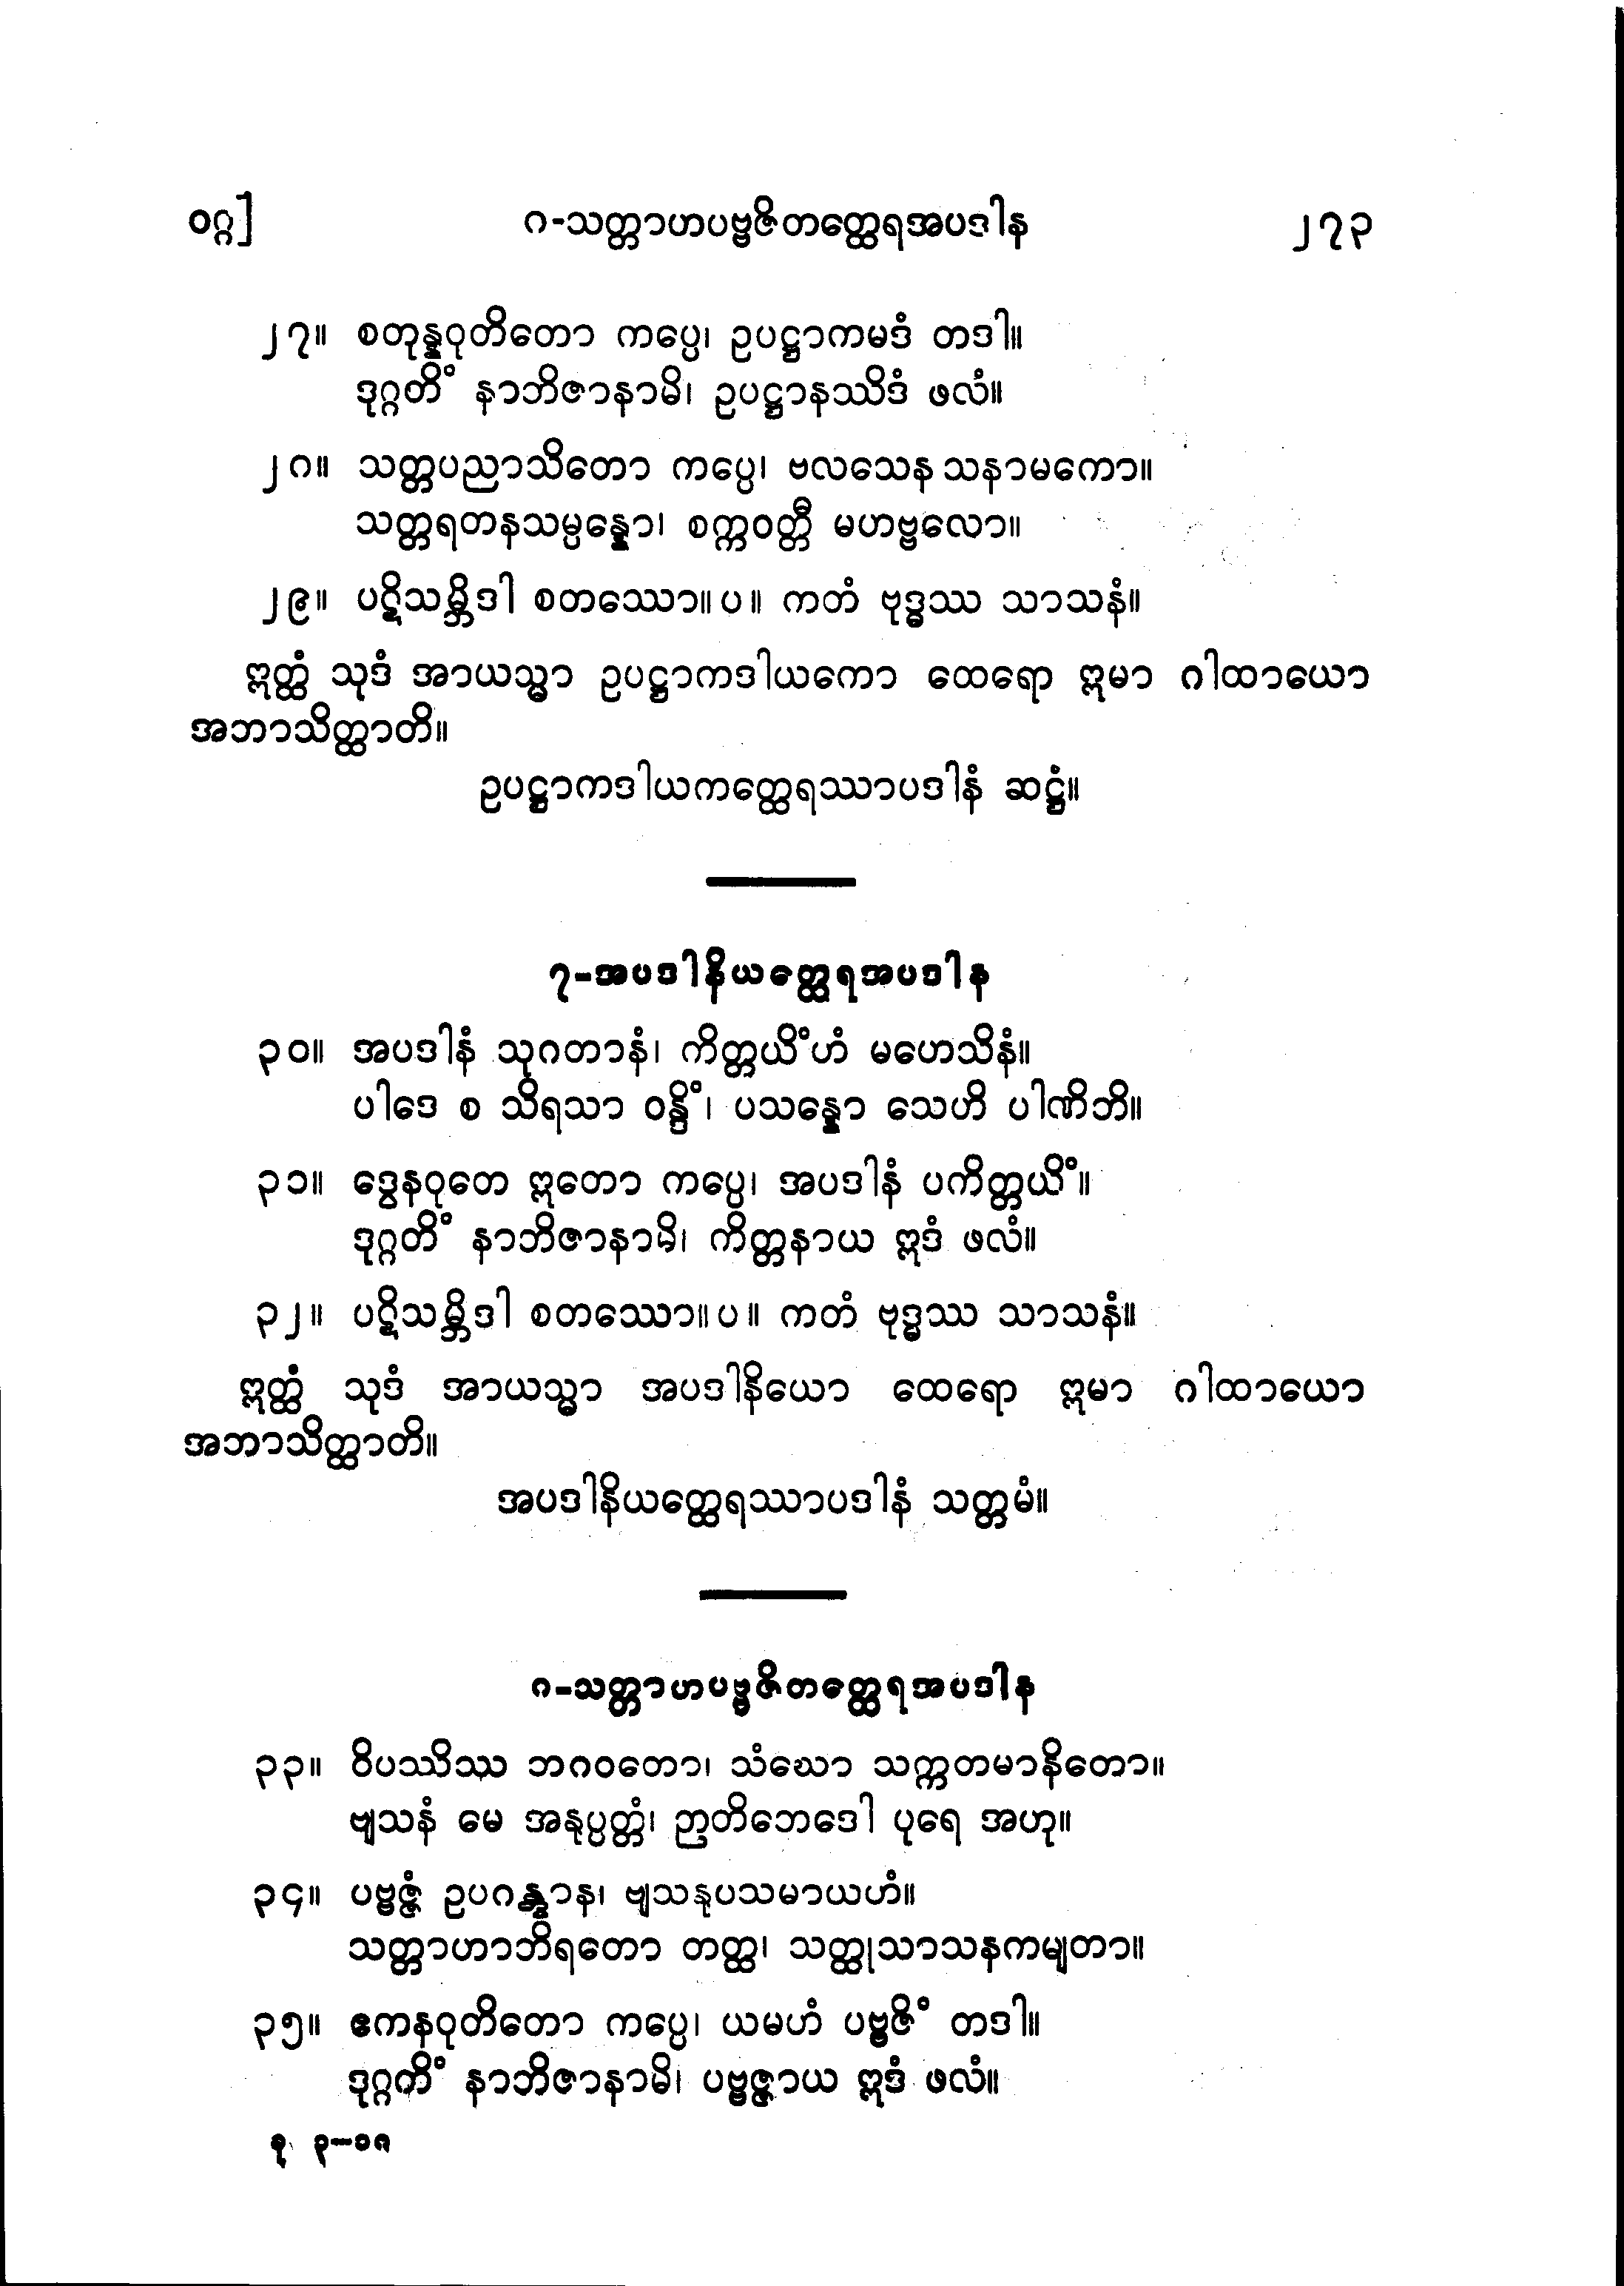 ဝဂ္ဂ]
ဂ-သတ္တာဟပဗ္ဗဇိတတ္ထေရအပဒါန
၂၇၃
၂၇။ စတုန္နဝုတိတော ကပ္ပေ၊ ဥပဋ္ဌာကမဒံ တဒါ။
ဒုဂ္ဂတိံ နာဘိဇာနာမိ၊ ဥပဋ္ဌာနဿိဒံ ဖလံ။
၂၈။ သတ္တပညာသိတော ကပ္ပေ၊ ဗလသေန သနာမကော။
သတ္တရတနသမ္ပန္နော၊ စက္ကဝတ္တီ မဟဗ္ဗလော။
၂၉။ ပဋိသမ္ဘိဒါ စတဿော။ပ။ ကတံ ဗုဒ္ဓဿ သာသနံ။
ဣတ္ထံ သုဒံ အာယသ္မာ ဥပဋ္ဌာကဒါယကော ထေရော ဣမာ ဂါထာယော
အဘာသိတ္ထာတိ။
ဥပဋ္ဌာကဒါယကတ္ထေရဿာပဒါနံ ဆဋ္ဌံ။
၇-အပဒါနိယတ္ထေရအပဒါန
၃၀။ အပဒါနံ သုဂတာနံ၊ ကိတ္တယိံဟံ မဟေသိနံ။
ပါဒေ စ သိရသာ ဝန္ဒိံ၊ ပသန္နော သေဟိ ပါဏိဘိ။
၃၁။ ဒွေနဝုတေ ဣတော ကပ္ပေ၊ အပဒါနံ ပကိတ္တယိံ။
ဒုဂ္ဂတိံ နာဘိဇာနာမိ၊ ကိတ္တနာယ ဣဒံ ဖလံ။
၃၂။ ပဋိသမ္ဘိဒါ စတဿော။ပ။ ကတံ ဗုဒ္ဓဿ သာသနံ။
ဣတ္ထံ သုဒံ အာယသ္မာ အပဒါနိယော ထေရော ဣမာ ဂါထာယော
အဘာသိတ္ထာတိ။
အပဒါနိယတ္ထေရဿာပဒါနံ သတ္တမံ။
၈-သတ္တာဟပဗ္ဗဇိတတ္ထေရအပဒါန
၃၃။ ဝိပဿိဿ ဘဂဝတော၊ သံဃော သက္ကတမာနိတော။
ဗျသနံ မေ အနုပ္ပတ္တံ၊ ဉာတိဘေဒေါ ပုရေ အဟု။
၃၄။ ပဗ္ဗဇ္ဇံ ဥပဂန္တွာန၊ ဗျသနုပသမာယဟံ။
သတ္တာဟာဘိရတော တတ္ထ၊ သတ္ထုသာသနကမျတာ။
၃၅။ ဧကနဝုတိတော ကပ္ပေ၊ ယမဟံ ပဗ္ဗဇိံ တဒါ။
ဒုဂ္ဂတိံ နာဘိဇာနာမိ၊ ပဗ္ဗဇ္ဇာယ ဣဒံ ဖလံ။
ခု ၃—၁၈